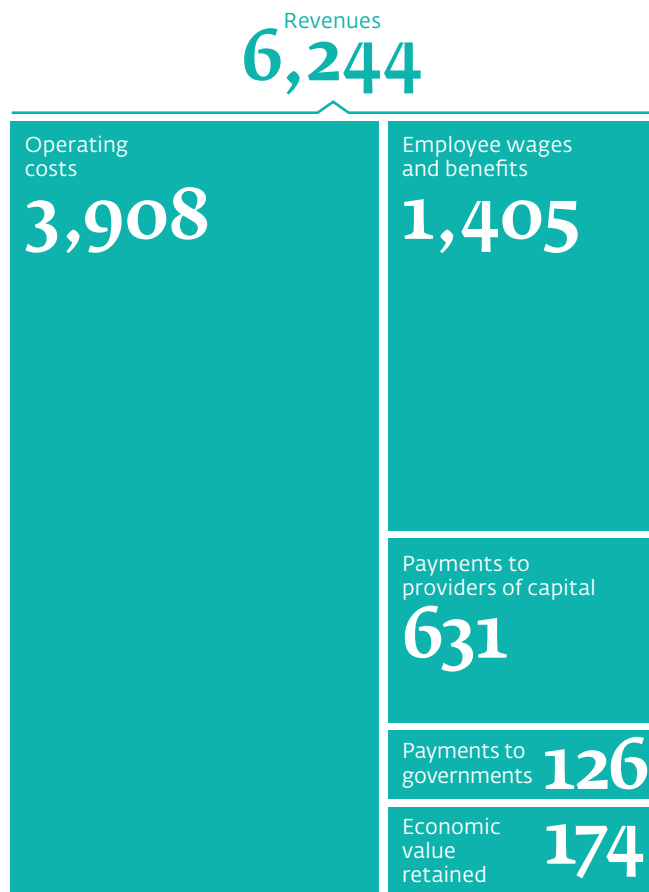 Revenues
6,244
Operating
costs
3,908
Employee wages
and benefits
1,405
Payments to
providers of capital
631
Payments to
governments
126
Economic
value
retained
174